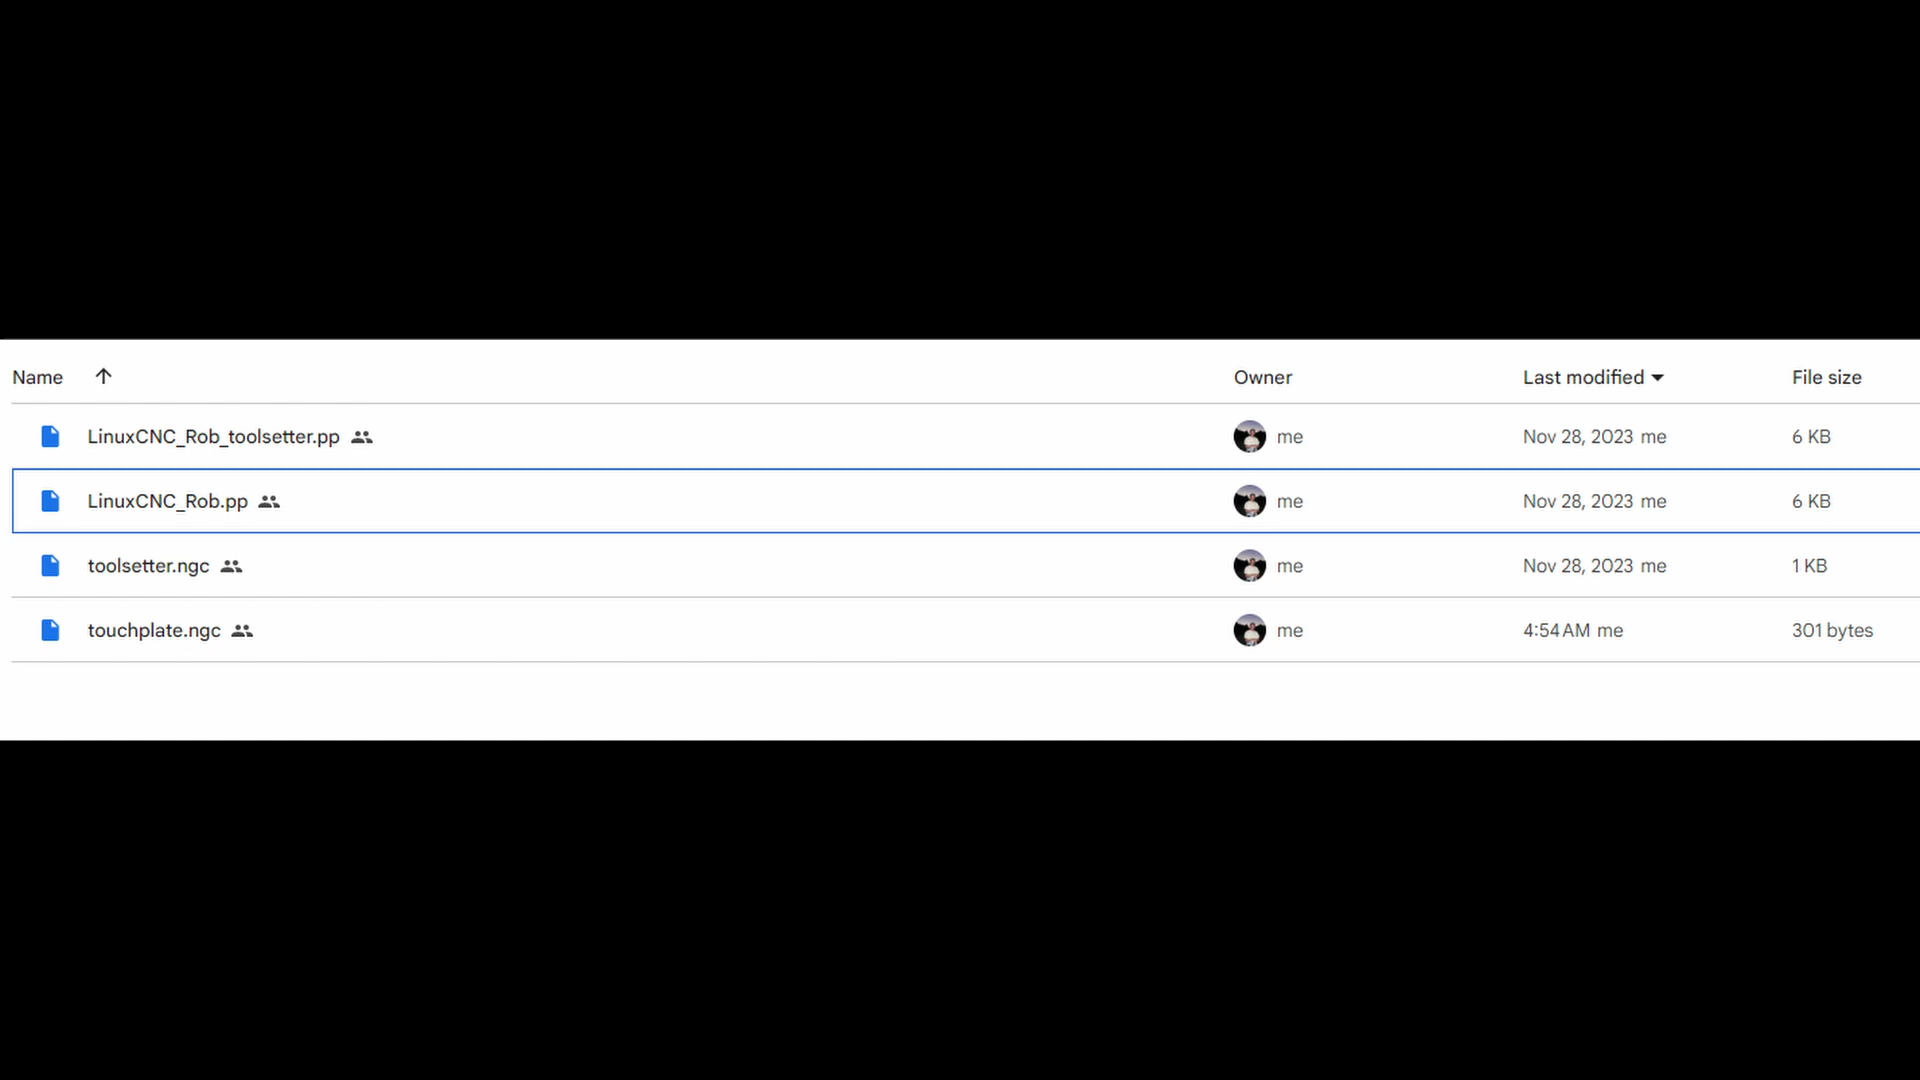 Name Owner Last modified File size
LinuxCNC_Rob_toolsetter.pp me Nov 28, 2023 me 6 KB
LinuxCNC_Rob.pp me Nov 28, 2023 me 6 KB
toolsetter.ngc me Nov 28, 2023 me 1 KB
touchplate.ngc me 4:54 AM me 301 bytes